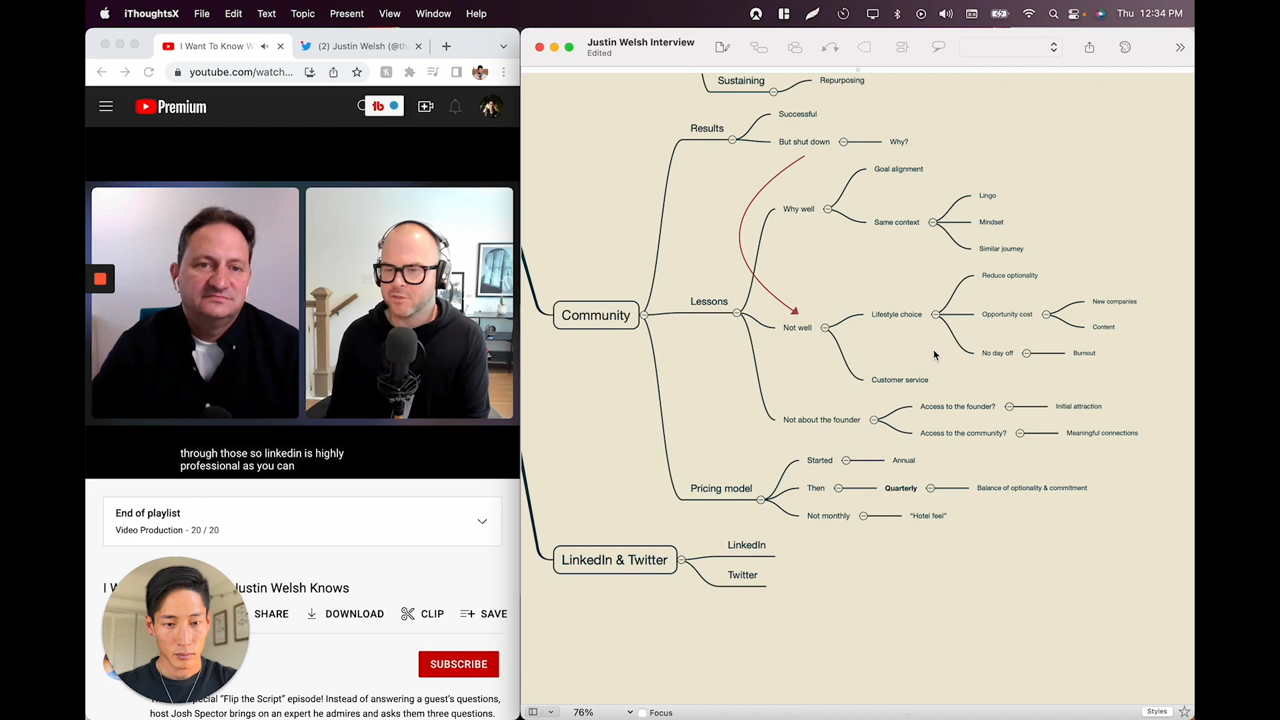 iThoughtsX File Edit Text Topic Present View Window Help
Thu 12:34 PM
I Want To Know W
(2) Justin Welsh (@th
youtube.com/watch...
Premium
through those so linkedin is highly
professional as you can
End of playlist
Video Production - 20 / 20
Justin Welsh Knows
SHARE DOWNLOAD CLIP SAVE
SUBSCRIBE
special “Flip the Script” episode! Instead of answering a guest’s questions,
host Josh Spector brings on an expert he admires and asks them three questions.
Justin Welsh Interview
Edited
Sustaining
Repurposing
Results
Successful
But shut down
Why?
Community
Lessons
Why well
Goal alignment
Same context
Lingo
Mindset
Similar journey
Not well
Lifestyle choice
Reduce optionality
Opportunity cost
New companies
Content
No day off
Burnout
Customer service
Not about the founder
Access to the founder?
Initial attraction
Access to the community?
Meaningful connections
Pricing model
Started
Annual
Then
Quarterly
Balance of optionality & commitment
Not monthly
“Hotel feel”
LinkedIn & Twitter
LinkedIn
Twitter
76%
Focus
Styles